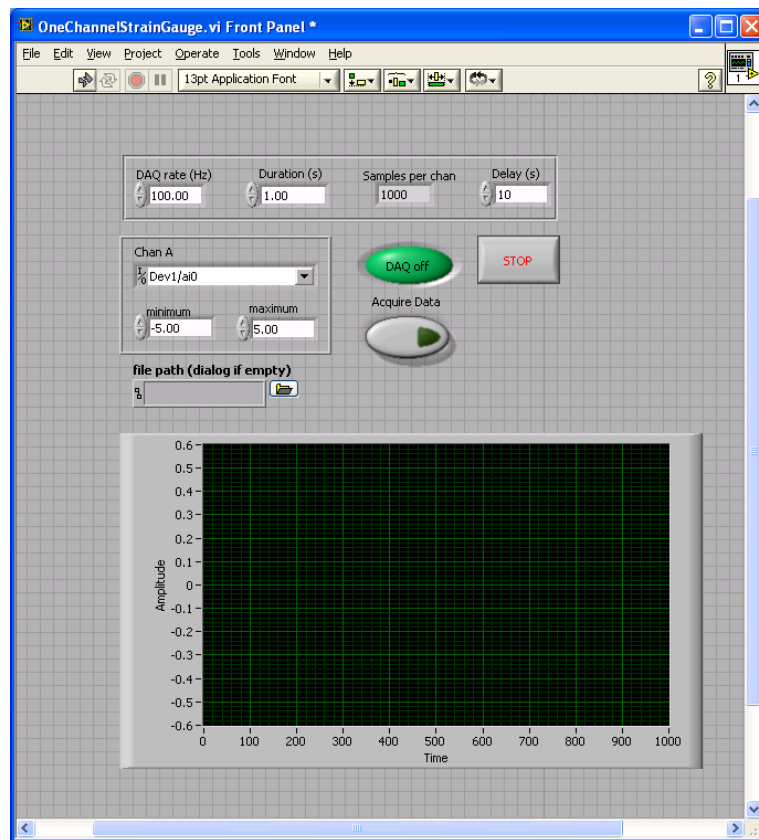 OneChannelStrainGauge.vi Front Panel *
File Edit View Project Operate Tools Window Help
13pt Application Font
? 1
DAQ rate (Hz) Duration (s) Samples per chan Delay (s)
100.00 1.00 1000 10
Chan A
I/O Dev1/ai0
DAQ off
STOP
minimum maximum
-5.00 5.00
Acquire Data
file path (dialog if empty)
0.6
0.5
0.4
0.3
0.2
0.1
0
-0.1
-0.2
-0.3
-0.4
-0.5
-0.6
Amplitude
0 100 200 300 400 500 600 700 800 900 1000
Time